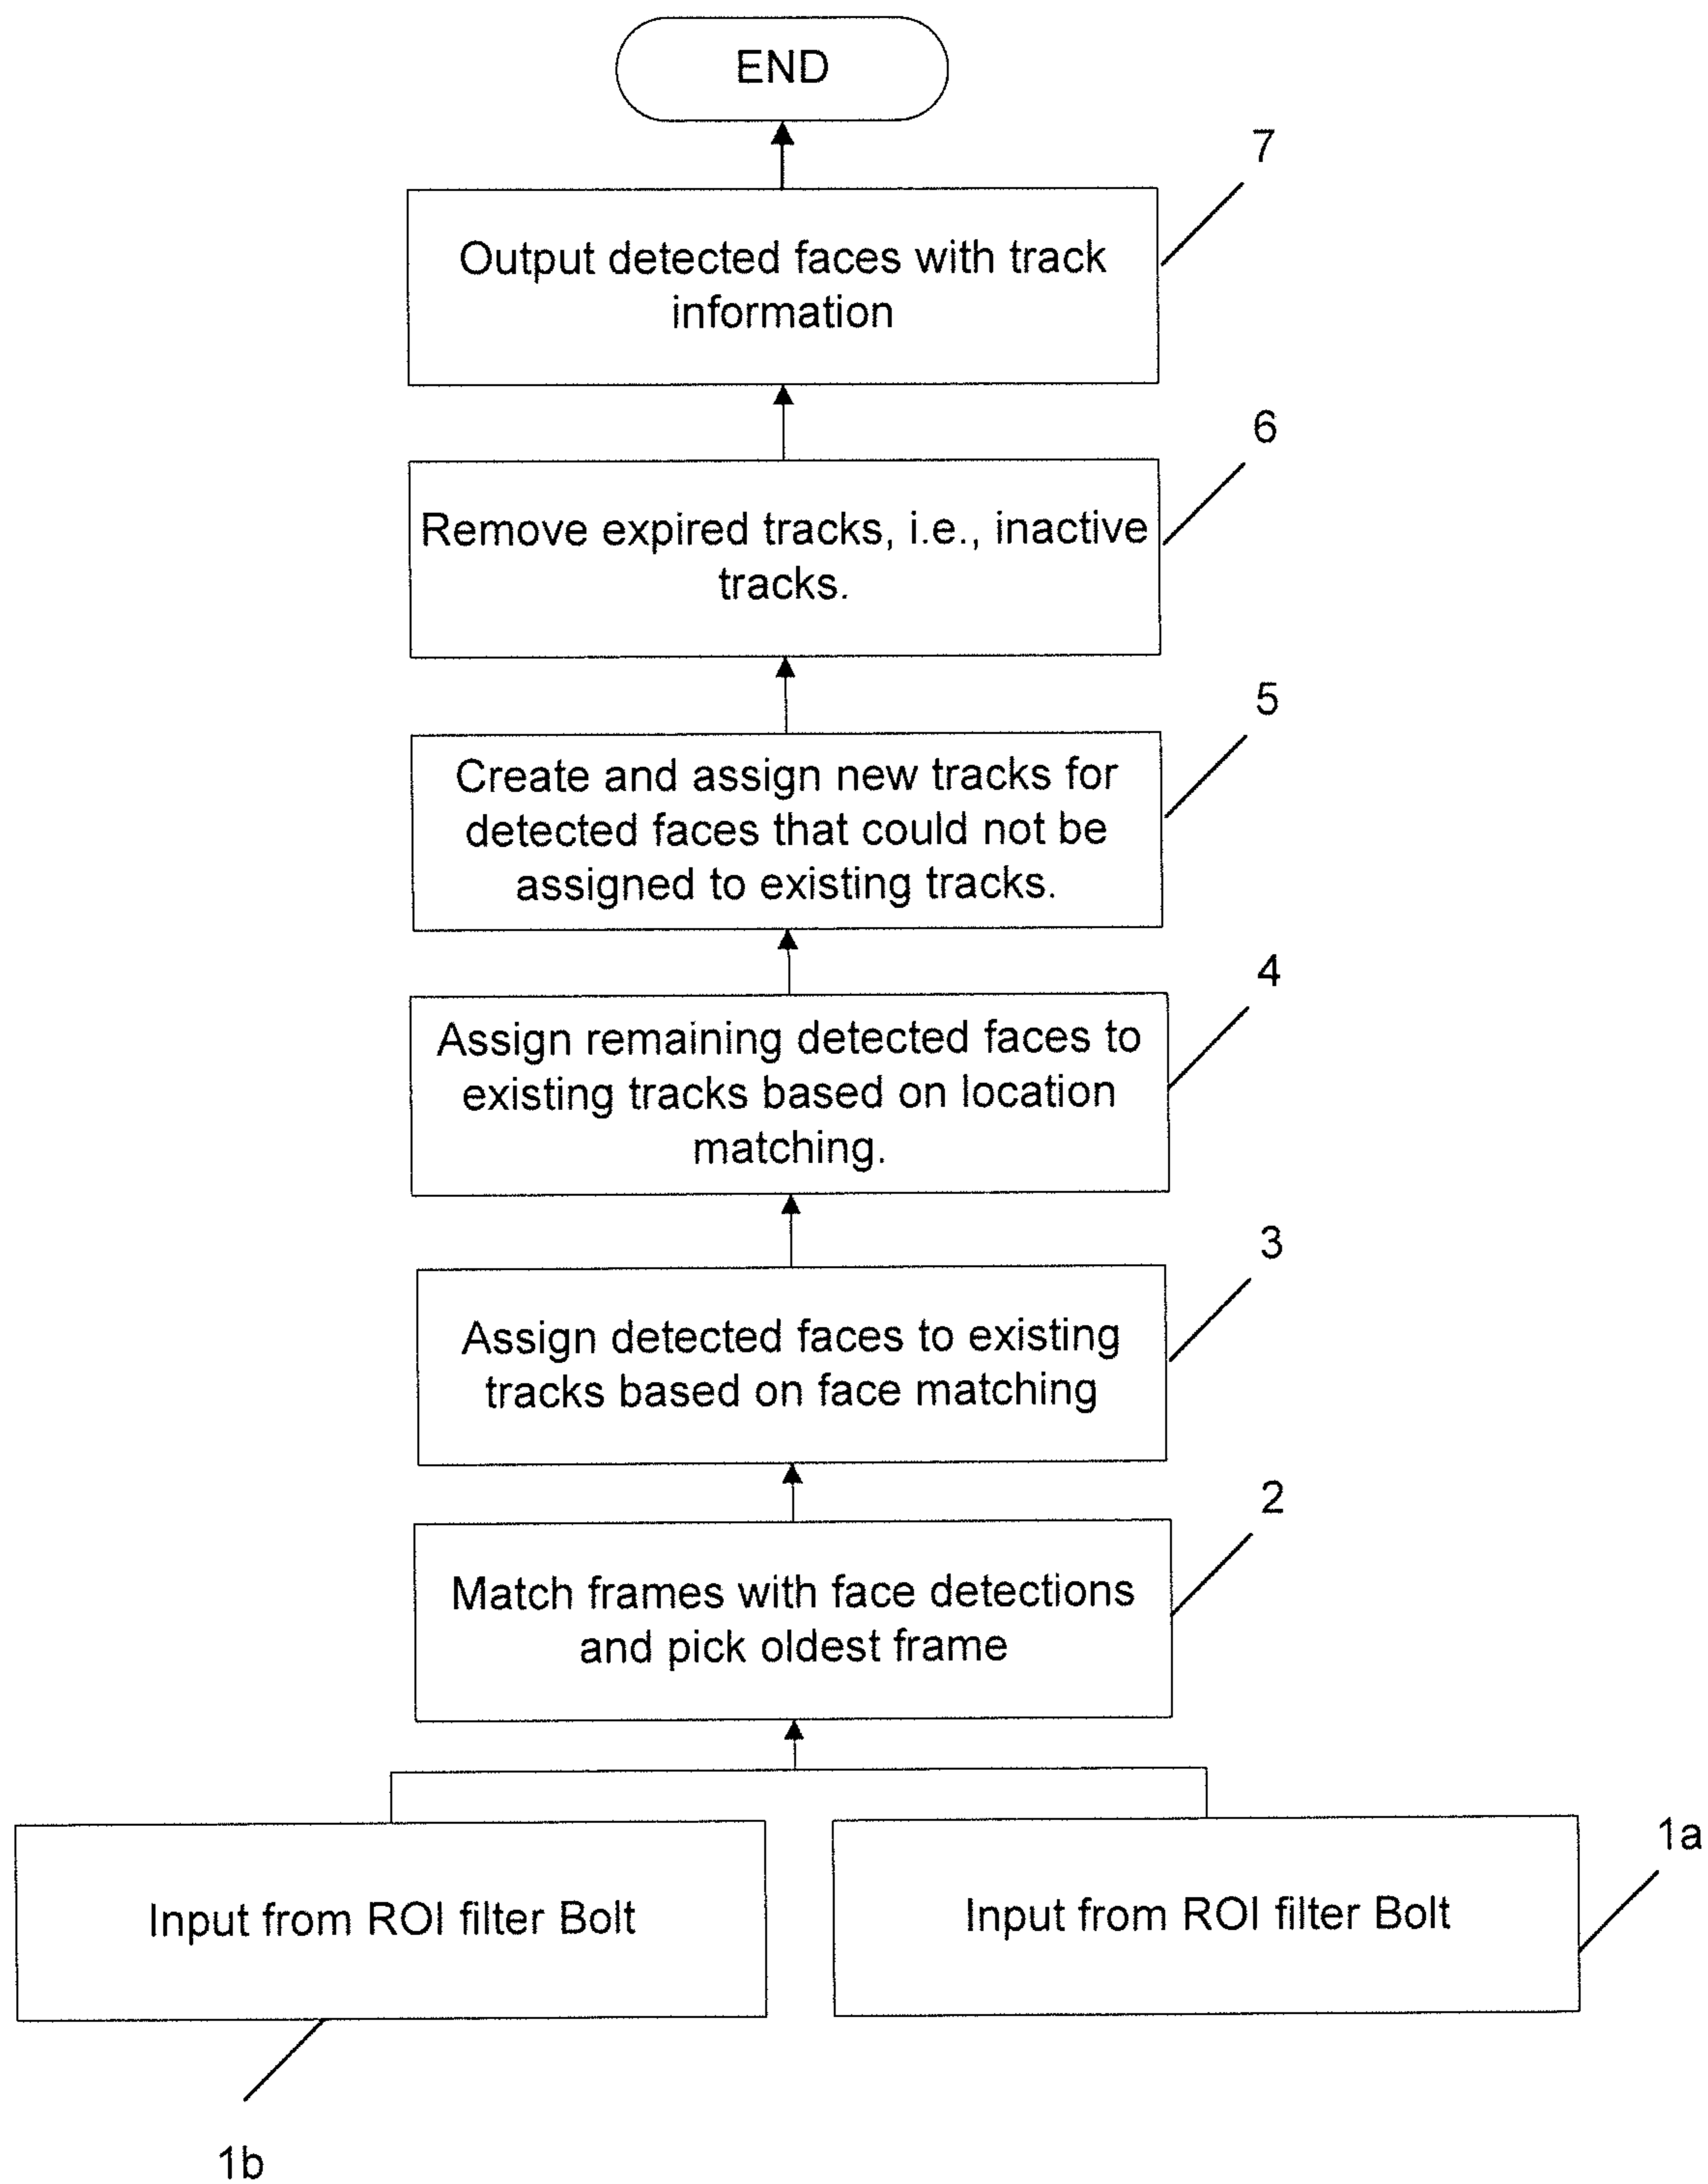 END
7
Output detected faces with track
information
6
Remove expired tracks, i.e., inactive
tracks.
5
Create and assign new tracks for
detected faces that could not be
assigned to existing tracks.
4
Assign remaining detected faces to
existing tracks based on location
matching.
3
Assign detected faces to existing
tracks based on face matching
2
Match frames with face detections
and pick oldest frame
1a
Input from ROI filter Bolt
Input from ROI filter Bolt
1b